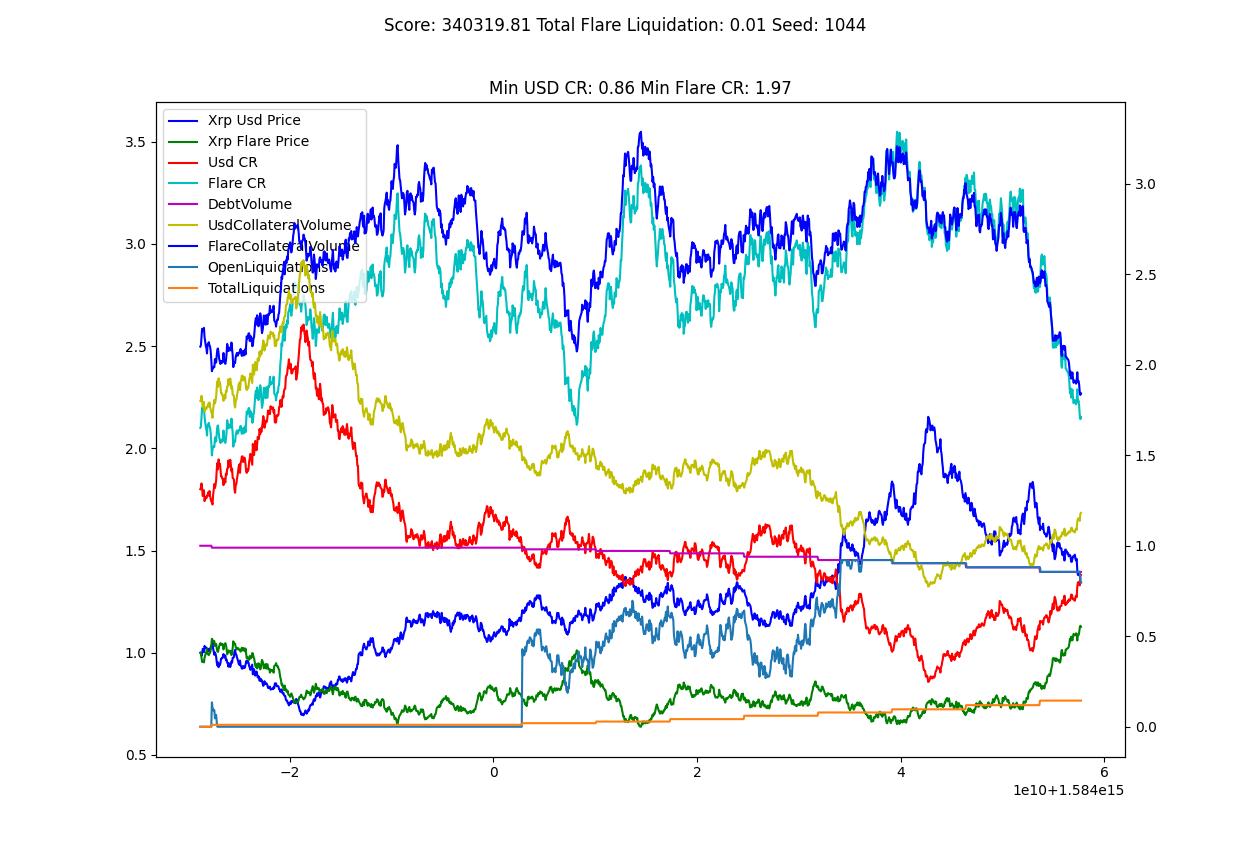 Score: 340319.81 Total Flare Liquidation: 0.01 Seed: 1044
Min USD CR: 0.86 Min Flare CR: 1.97
Xrp Usd Price
Xrp Flare Price
Usd CR
Flare CR
DebtVolume
UsdCollateralVolume
FlareCollateralVolume
OpenLiquidations
TotalLiquidations
3.5
3.0
2.5
2.0
1.5
1.0
0.5
3.0
2.5
2.0
1.5
1.0
0.5
0.0
−2 0 2 4 6
1e10+1.584e15